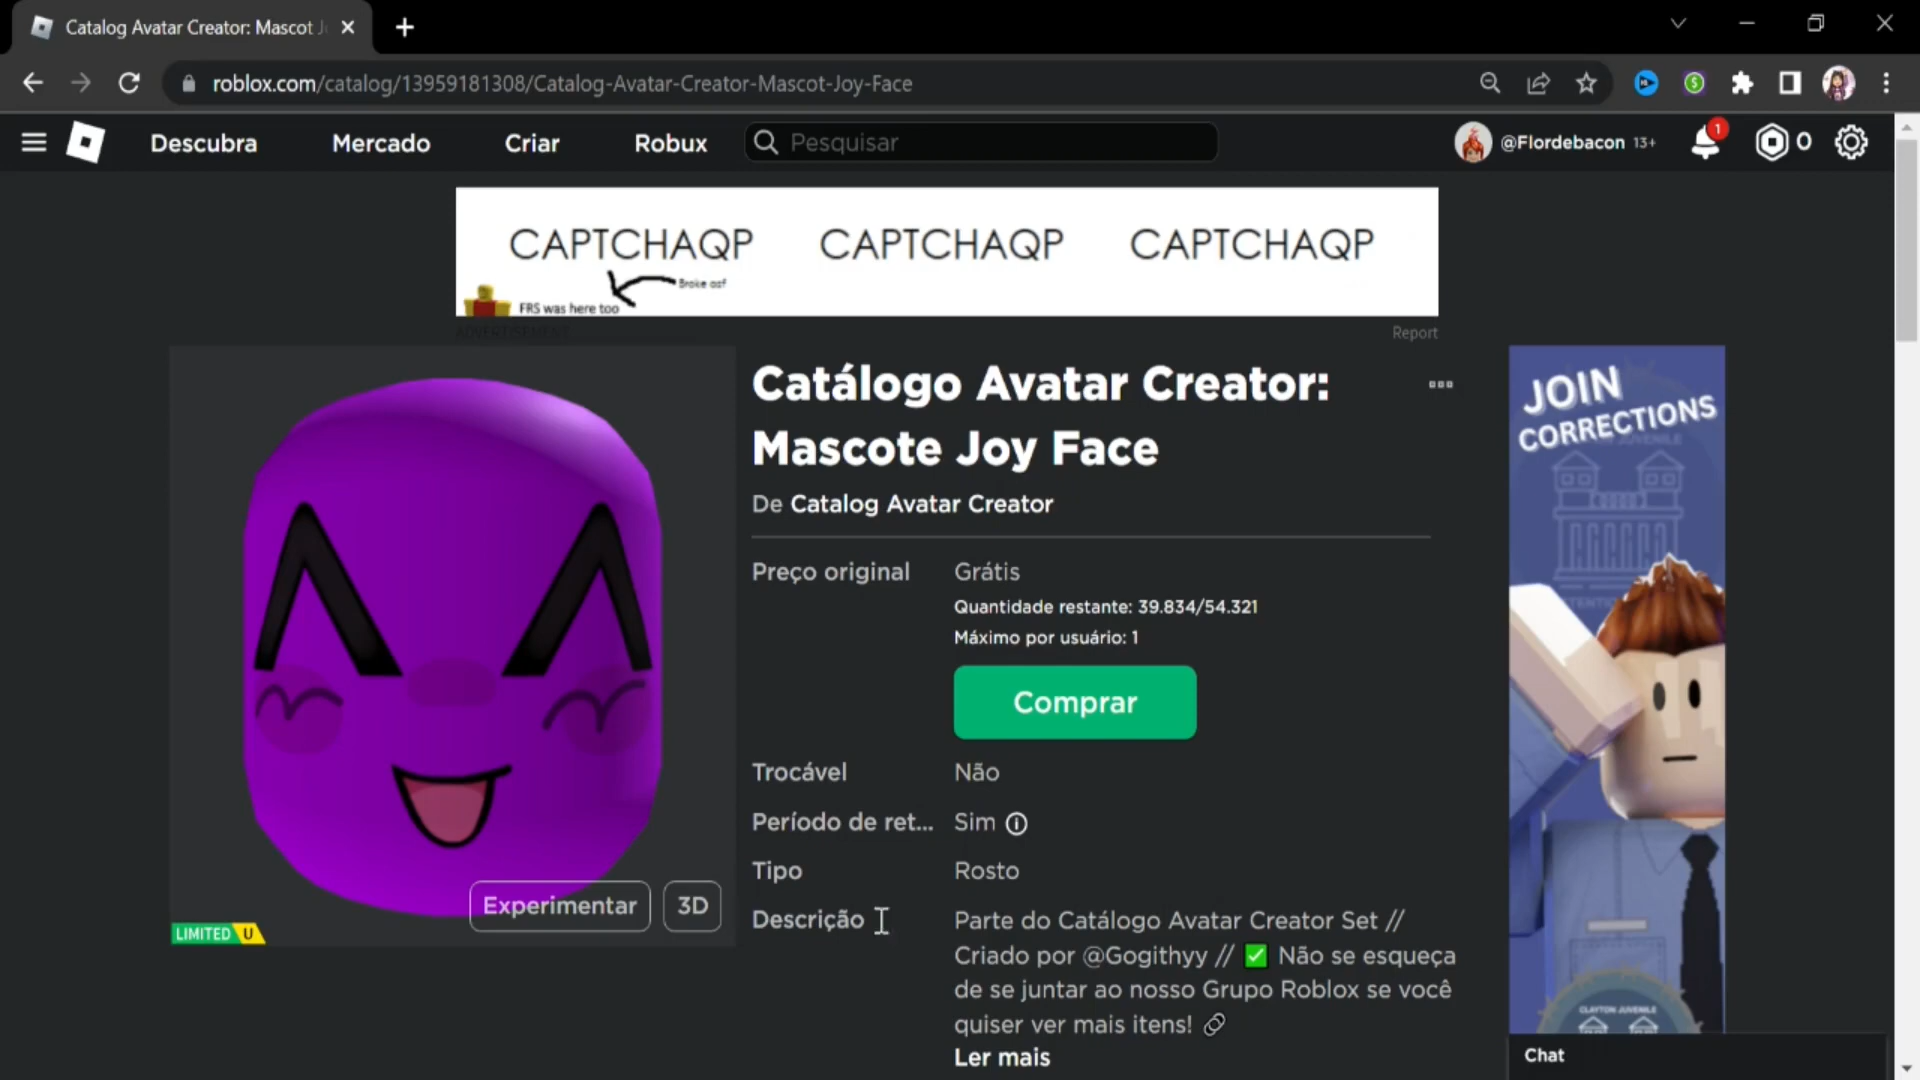 Catalog Avatar Creator: Mascot J
roblox.com/catalog/13959181308/Catalog-Avatar-Creator-Mascot-Joy-Face
Descubra
Mercado
Criar
Robux
Pesquisar
@Flordebacon 13+
1
0
CAPTCHAQP CAPTCHAQP CAPTCHAQP
Broke asf
FRS was here too
ADVERTISEMENT
Report
Catálogo Avatar Creator:
Mascote Joy Face
De Catalog Avatar Creator
Preço original Grátis
Quantidade restante: 39.834/54.321
Máximo por usuário: 1
Comprar
Trocável Não
Período de ret... Sim
Tipo Rosto
Descrição Parte do Catálogo Avatar Creator Set //
Criado por @Gogithyy // ✅ Não se esqueça
de se juntar ao nosso Grupo Roblox se você
quiser ver mais itens! 🔗
Ler mais
Experimentar
3D
LIMITED U
JOIN
CORRECTIONS
CLAYTON JUVENILE
Chat